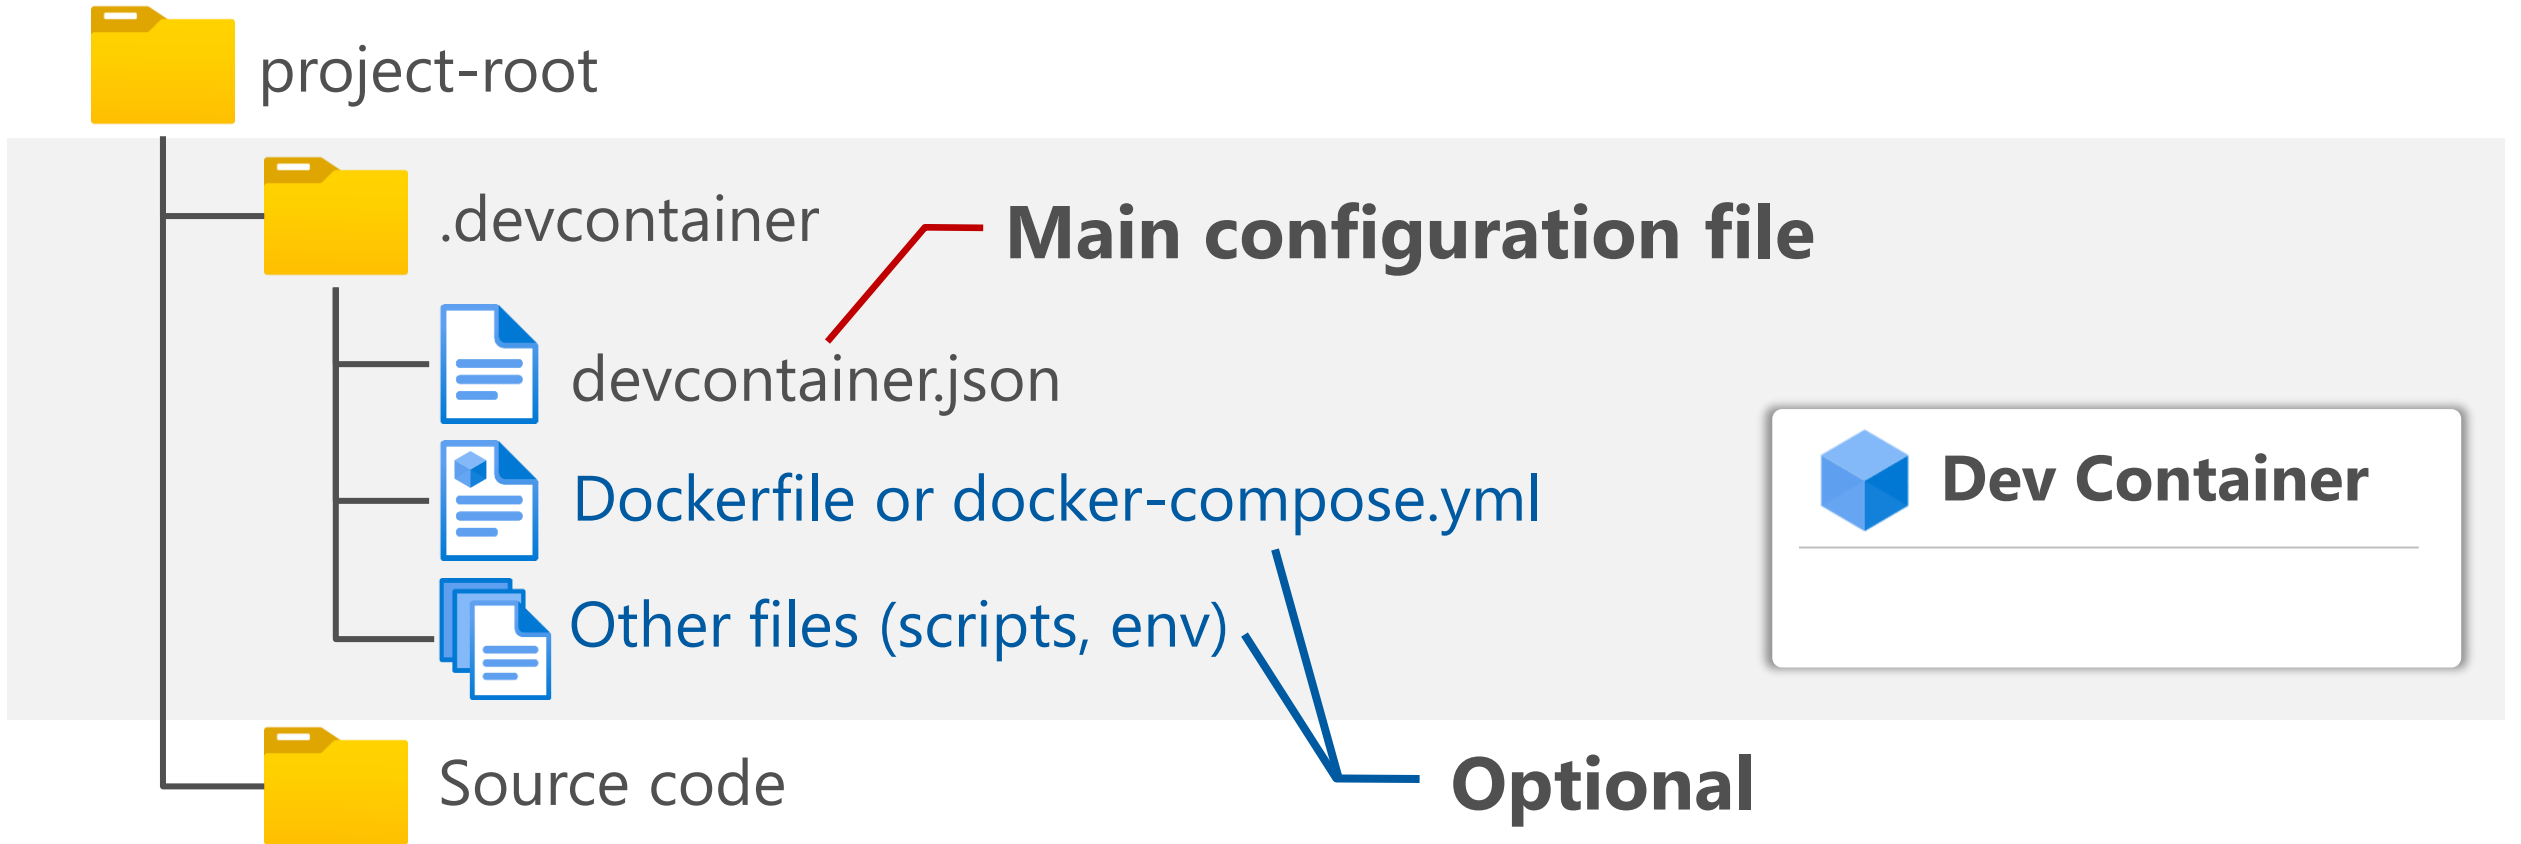 project-root
.devcontainer
Main configuration file
devcontainer.json
Dev Container
Dockerfile or docker-compose.yml
Other files (scripts, env)
Source code
Optional